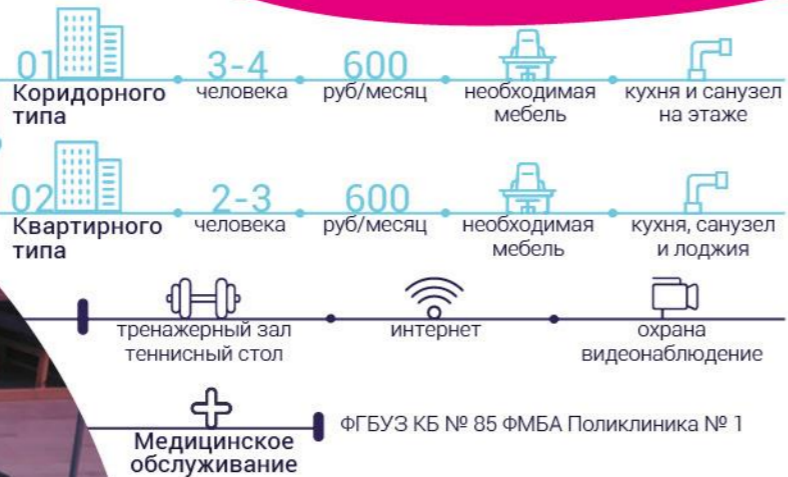 01 3-4 600
Коридорного типа человека руб/месяц необходимая мебель кухня и санузел на этаже
02 2-3 600
Квартирного типа человека руб/месяц необходимая мебель кухня, санузел и лоджия
тренажерный зал интернет охрана
теннисный стол видеонаблюдение
Медицинское обслуживание ФГБУЗ КБ № 85 ФМБА Поликлиника № 1